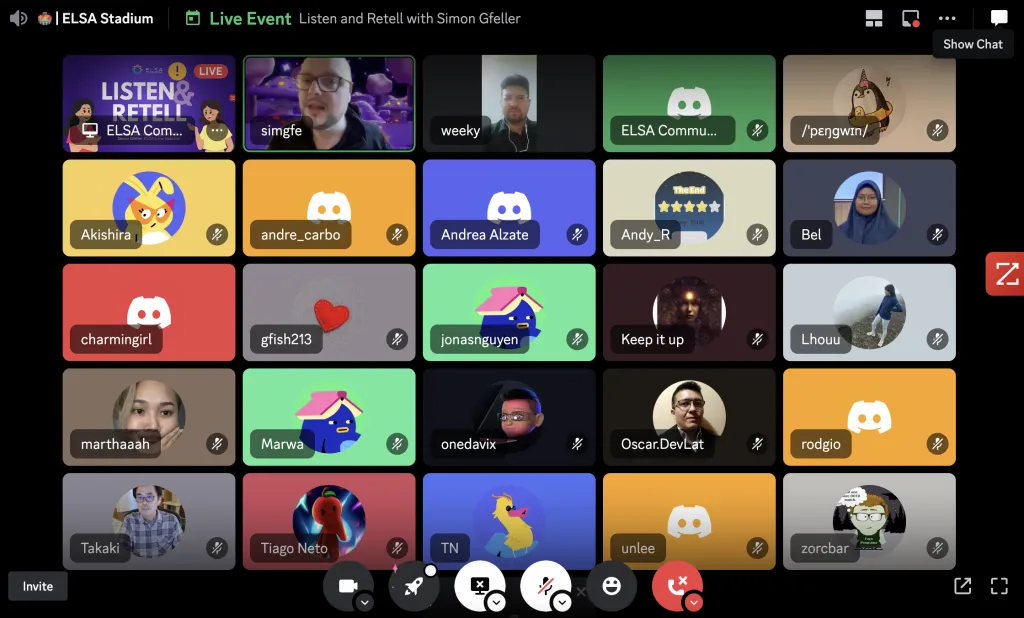 | ELSA Stadium
Live Event
Listen and Retell with Simon Gfeller
Show Chat
LIVE
LISTEN &
RETELL
ELSA Com...
simgfe
weeky
ELSA Commu...
/ˈpɛŋgwɪn/
Akishira
andre_carbo
Andrea Alzate
The End
Andy_R
Bel
charmingirl
gfish213
jonasnguyen
Keep it up
Lhouu
marthaaah
Marwa
onedavix
Oscar.DevLat
rodgio
Takaki
Tiago Neto
TN
unlee
zorcbar
Invite